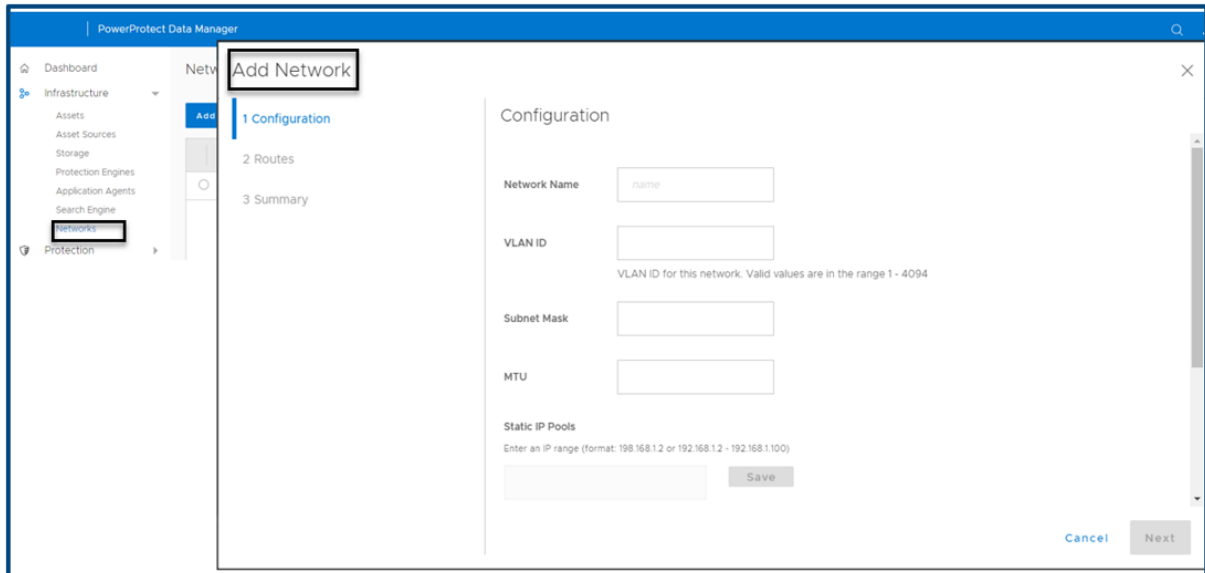 PowerProtect Data Manager
Dashboard
Infrastructure
Assets
Asset Sources
Storage
Protection Engines
Application Agents
Search Engine
Networks
Protection
Netw
Add
Add Network
1 Configuration
2 Routes
3 Summary
Configuration
Network Name
name
VLAN ID
VLAN ID for this network. Valid values are in the range 1 - 4094
Subnet Mask
MTU
Static IP Pools
Enter an IP range (format: 198.168.1.2 or 192.168.1.2 - 192.168.1.100)
Save
Cancel
Next